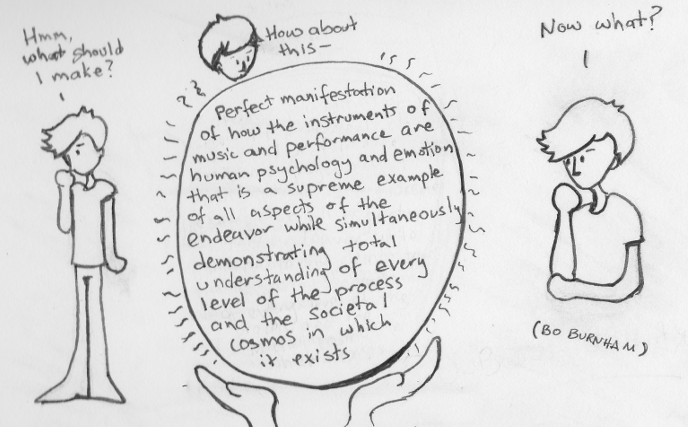 Hmm,
what should
I make?
How about
this—
Perfect manifestation
of how the instruments of
music and performance are
human psychology and emotion
that is a supreme example
of all aspects of the
endeavor while simultaneously
demonstrating total
understanding of every
level of the process
and the societal
cosmos in which
it exists
Now what?
(BO BURNHAM)